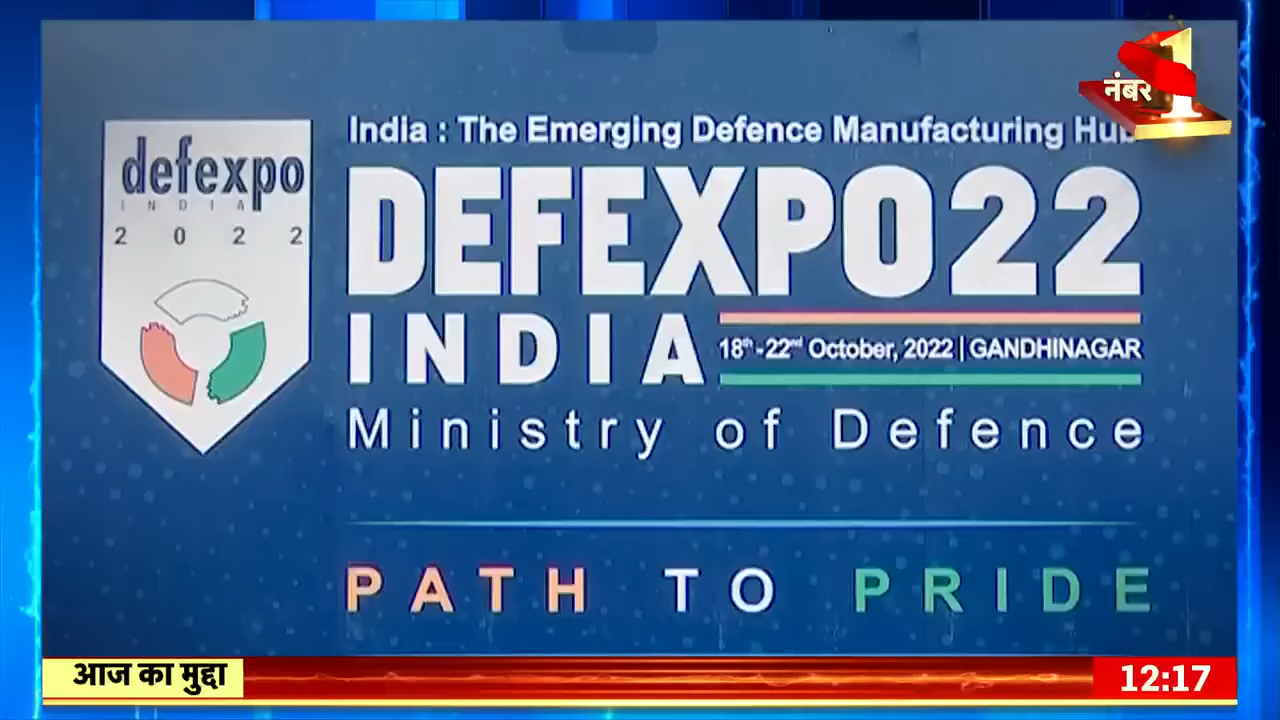 नंबर 1
India : The Emerging Defence Manufacturing Hub
defexpo
INDIA
2 0 2 2
DEFEXPO22
INDIA
18th - 22nd October, 2022 | GANDHINAGAR
Ministry of Defence
PATH TO PRIDE
आज का मुद्दा
12:17